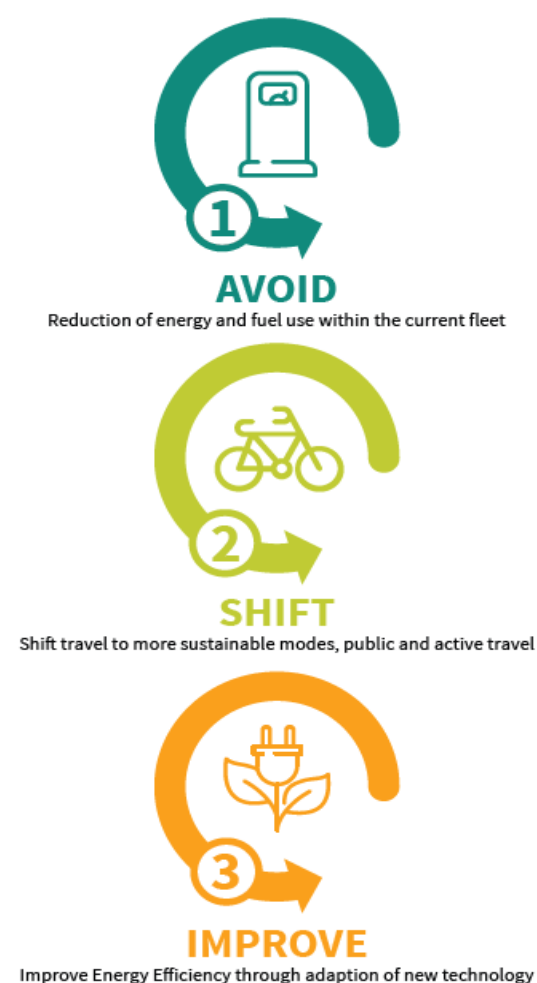 1
AVOID
Reduction of energy and fuel use within the current fleet
2
SHIFT
Shift travel to more sustainable modes, public and active travel
3
IMPROVE
Improve Energy Efficiency through adaption of new technology